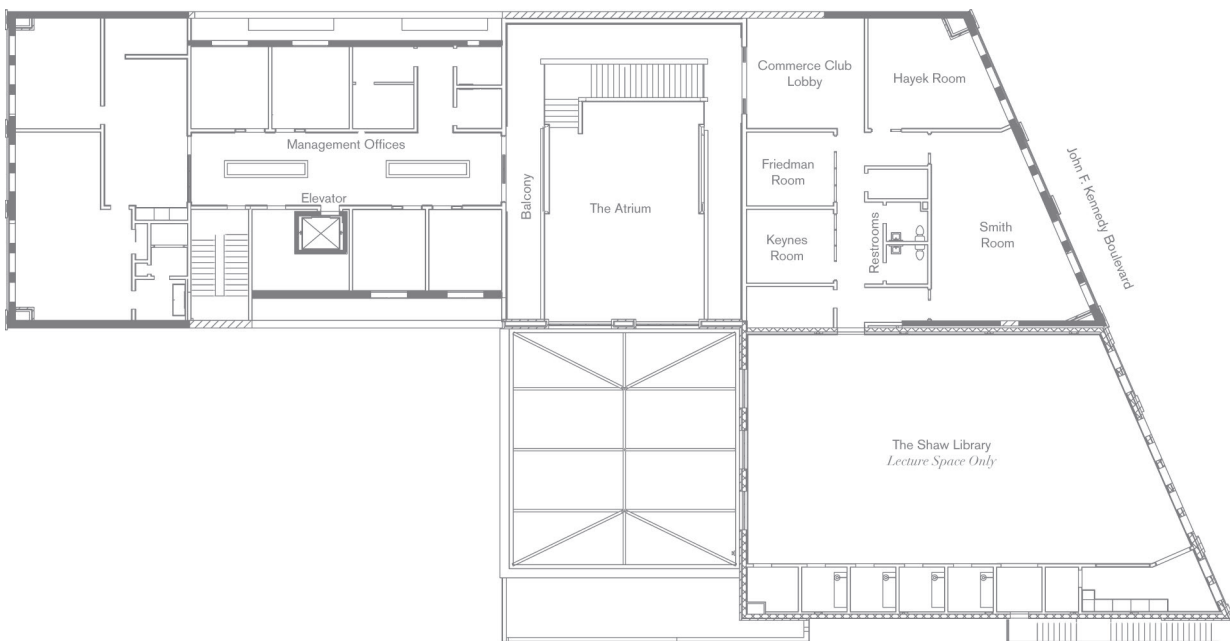 Commerce Club
Lobby
Hayek Room
Management Offices
Friedman
Room
Elevator
Balcony
The Atrium
Keynes
Room
Restrooms
Smith
Room
John F. Kennedy Boulevard
The Shaw Library
Lecture Space Only